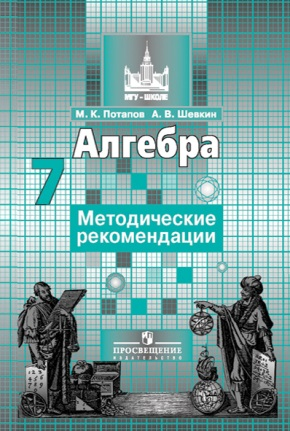 МГУ - ШКОЛЕ
М. К. Потапов А. В. Шевкин
Алгебра
7
Методические
рекомендации
ПРОСВЕЩЕНИЕ
ИЗДАТЕЛЬСТВО